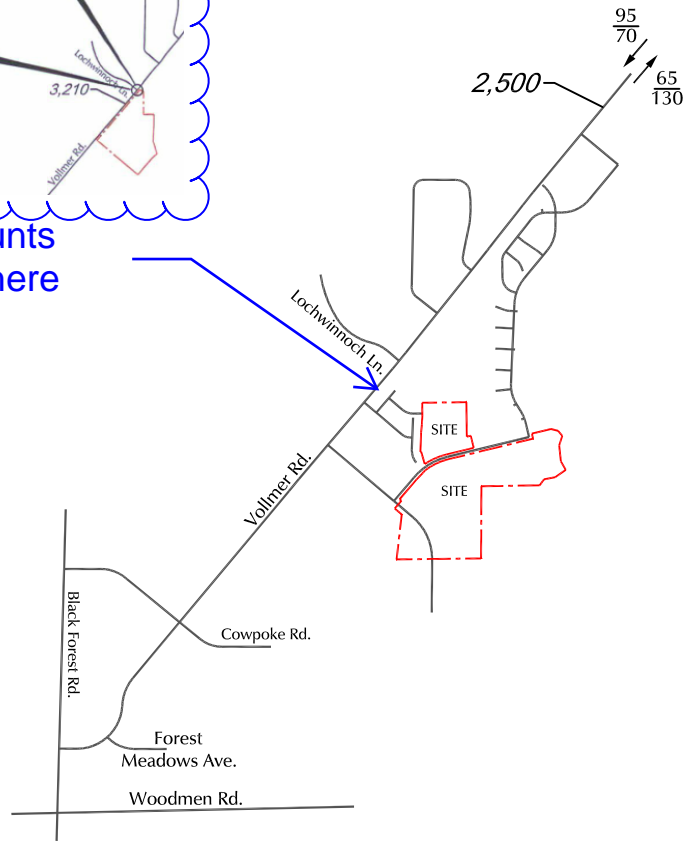 Lochwinnoch Ln.
3,210
Vollmer Rd.
95
70
65
130
2,500
unts
here
Lochwinnoch Ln.
SITE
SITE
Vollmer Rd.
Black Forest Rd.
Cowpoke Rd.
Forest
Meadows Ave.
Woodmen Rd.